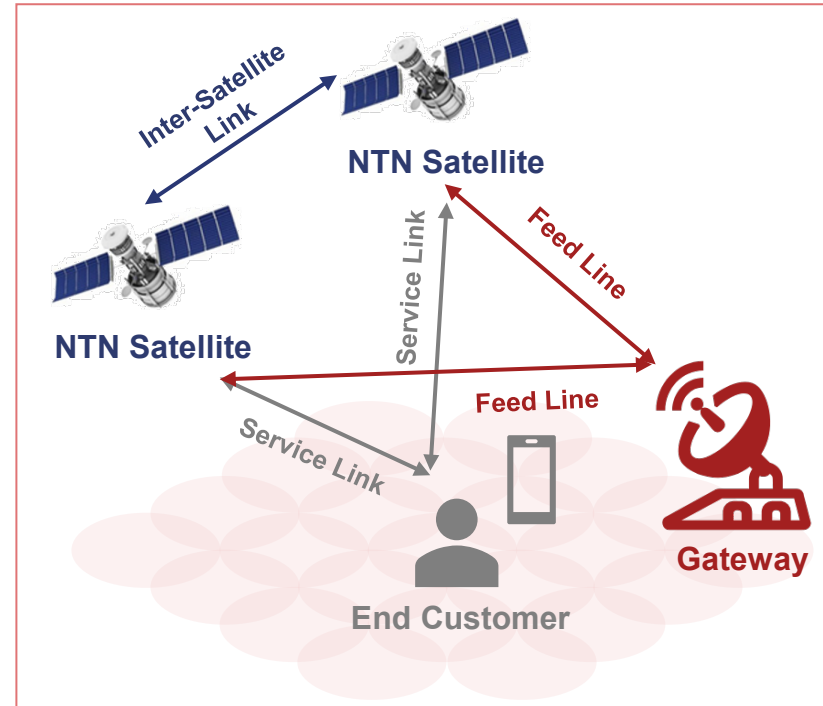 Inter-Satellite
Link
NTN Satellite
Service Link
Feed Line
NTN Satellite
Service Link
Feed Line
Gateway
End Customer